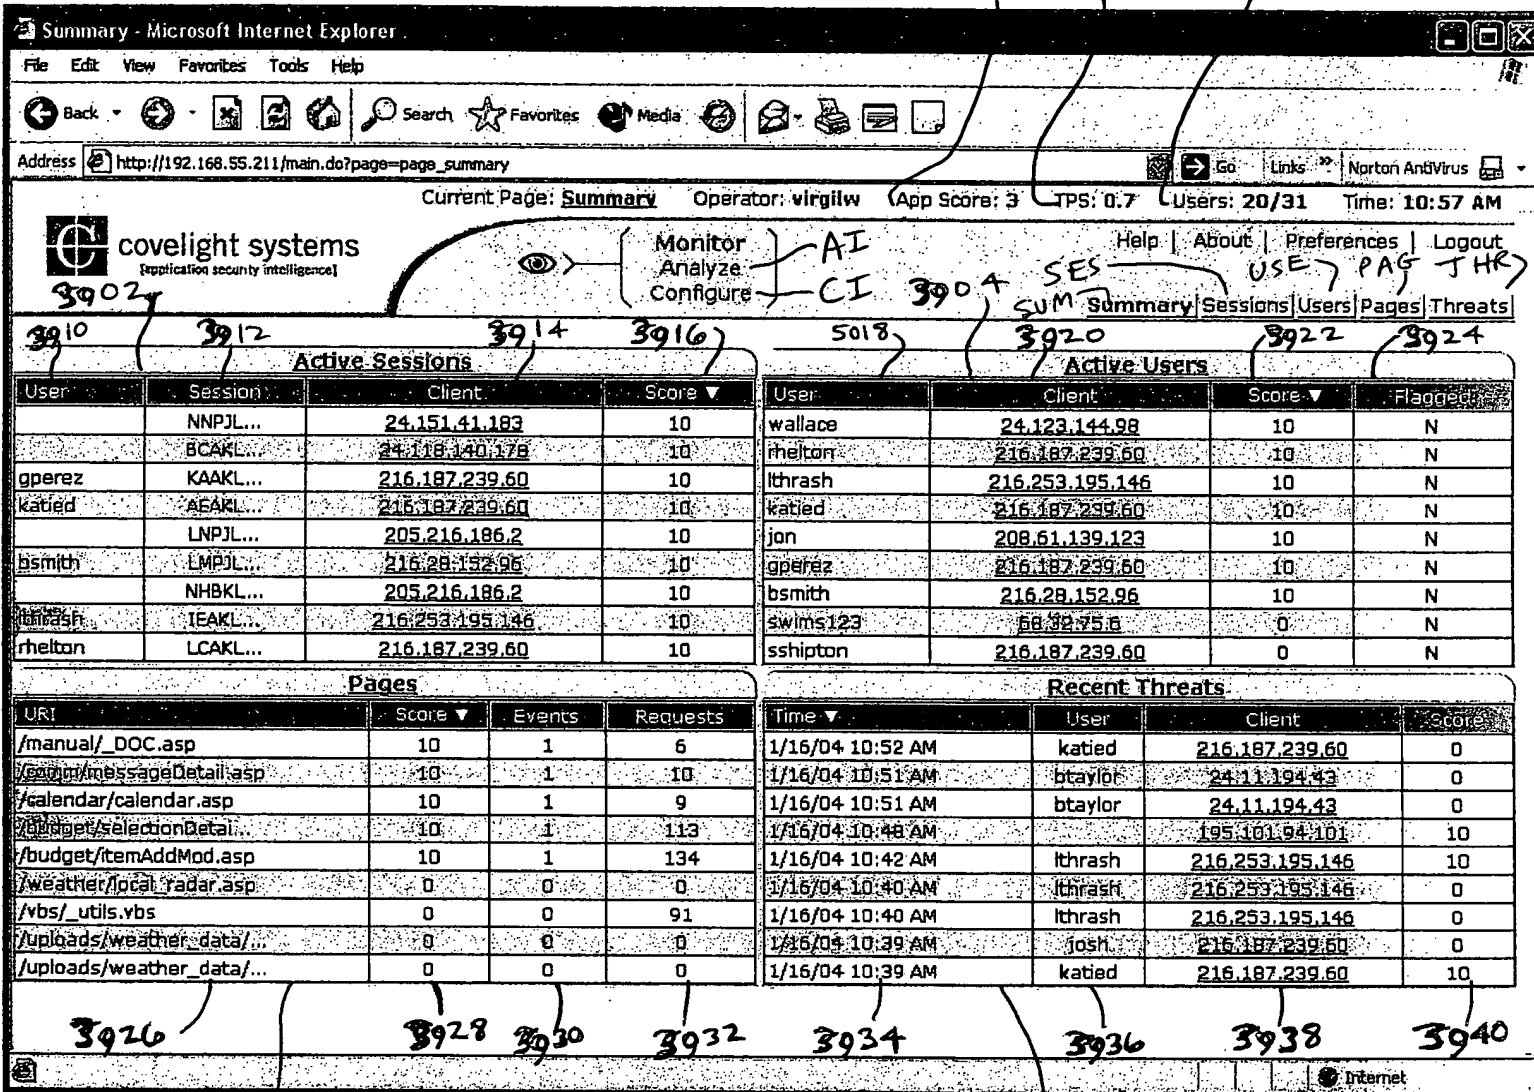 Summary - Microsoft Internet Explorer
File Edit View Favorites Tools Help
Back Search Favorites Media
Address http://192.168.55.211/main.do?page=page_summary Go Links » Norton AntiVirus
Current Page: Summary Operator: virgilw App Score: 3 TPS: 0.7 Users: 20/31 Time: 10:57 AM
covelight systems
[application security intelligence]
Monitor
Analyze
Configure
AI
CI
Help | About | Preferences | Logout
SES USE PAG THR
SUM
Summary|Sessions|Users|Pages|Threats
3902 3904
3910 3912 3914 3916 5018 3920 3922 3924
Active Sessions
User Session Client Score ▼
NNPJL... 24.151.41.183 10
BCAKL... 24.118.140.178 10
gperez KAAKL... 216.187.239.60 10
katied AEAKL... 216.187.239.60 10
LNPJL... 205.216.186.2 10
bsmith LMPJL... 216.28.152.96 10
NHBKL... 205.216.186.2 10
lthrash IEAKL... 216.253.195.146 10
rhelton LCAKL... 216.187.239.60 10
Active Users
User Client Score ▼ Flagged
wallace 24.123.144.98 10 N
rhelton 216.187.239.60 10 N
lthrash 216.253.195.146 10 N
katied 216.187.239.60 10 N
jon 208.61.139.123 10 N
gperez 216.187.239.60 10 N
bsmith 216.28.152.96 10 N
swims123 68.32.75.6 0 N
sshipton 216.187.239.60 0 N
Pages
URI Score ▼ Events Requests
/manual/_DOC.asp 10 1 6
/comm/messageDetail.asp 10 1 10
/calendar/calendar.asp 10 1 9
/budget/selectionDetai... 10 1 113
/budget/itemAddMod.asp 10 1 134
/weather/local_radar.asp 0 0 0
/vbs/_utils.vbs 0 0 91
/uploads/weather_data/... 0 0 0
/uploads/weather_data/... 0 0 0
Recent Threats
Time ▼ User Client Score
1/16/04 10:52 AM katied 216.187.239.60 0
1/16/04 10:51 AM btaylor 24.11.194.43 0
1/16/04 10:51 AM btaylor 24.11.194.43 0
1/16/04 10:48 AM 195.101.94.101 10
1/16/04 10:42 AM lthrash 216.253.195.146 10
1/16/04 10:40 AM lthrash 216.253.195.146 0
1/16/04 10:40 AM lthrash 216.253.195.146 0
1/16/04 10:39 AM josh 216.187.239.60 0
1/16/04 10:39 AM katied 216.187.239.60 10
3926 3928 3930 3932 3934 3936 3938 3940
Internet